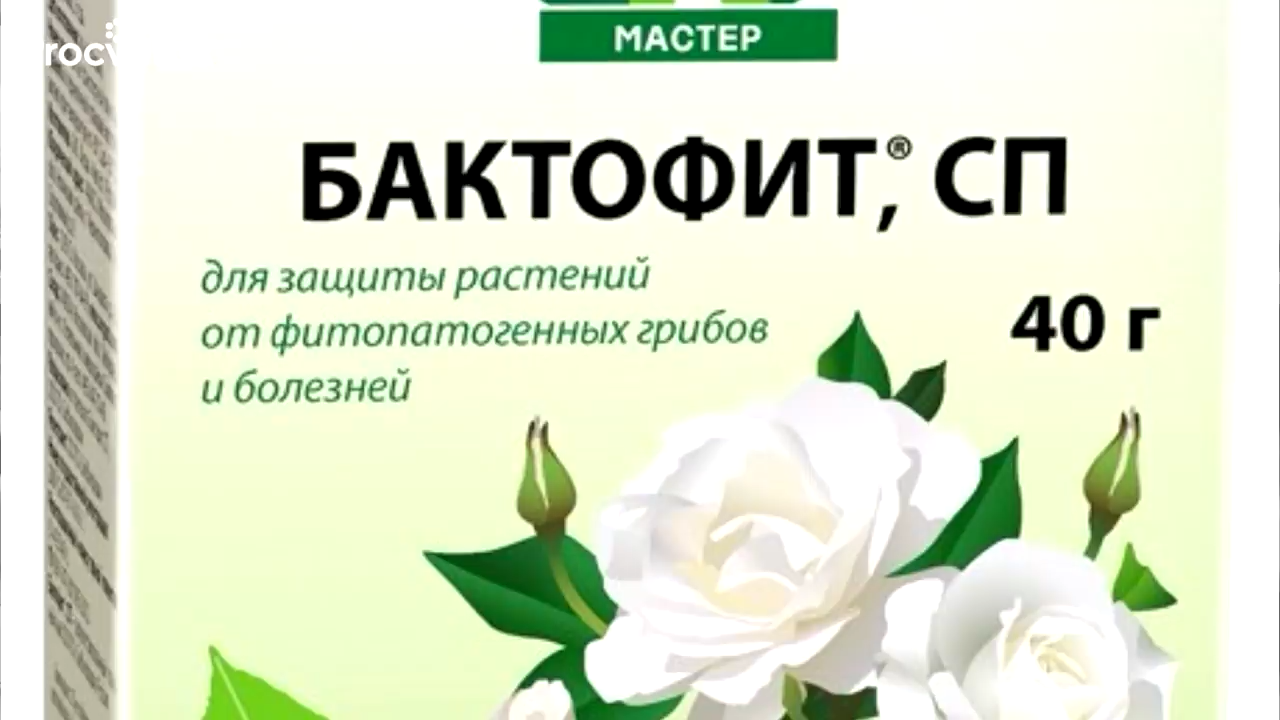 МАСТЕР
БАКТОФИТ,® СП
для защиты растений
от фитопатогенных грибов
и болезней
40 г